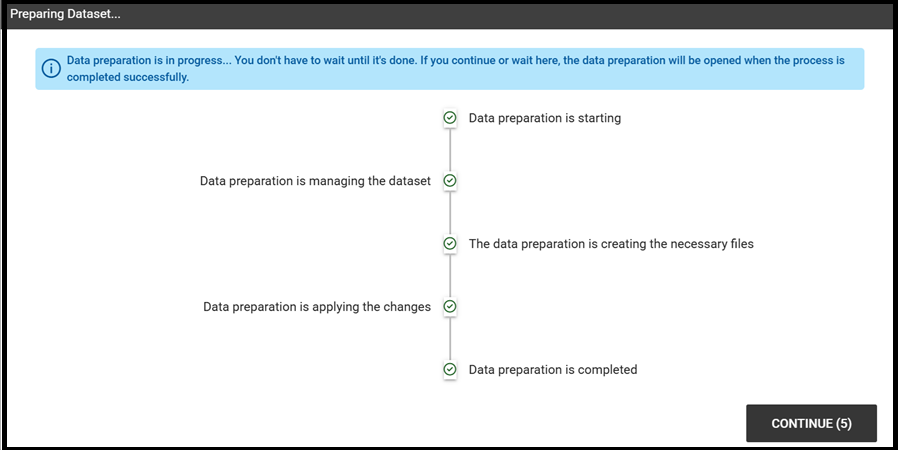 Preparing Dataset...
Data preparation is in progress... You don't have to wait until it's done. If you continue or wait here, the data preparation will be opened when the process is
completed successfully.
Data preparation is starting
Data preparation is managing the dataset
The data preparation is creating the necessary files
Data preparation is applying the changes
Data preparation is completed
CONTINUE (5)